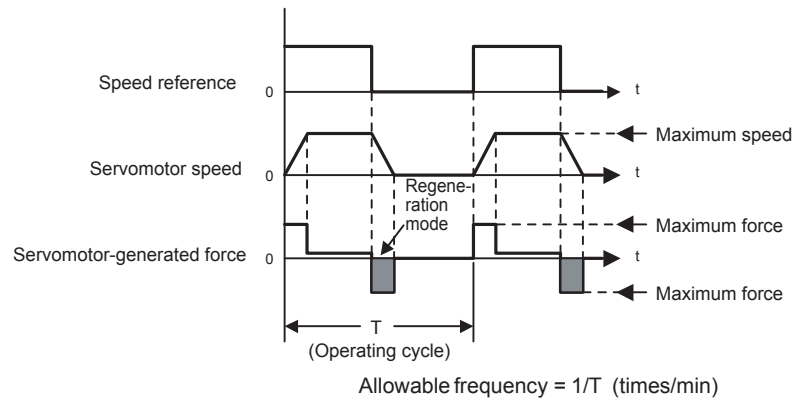 Speed reference
0
t
Maximum speed
Servomotor speed
0
t
Regene-
ration
mode
Maximum force
Servomotor-generated force
0
t
Maximum force
T
(Operating cycle)
Allowable frequency = 1/T (times/min)